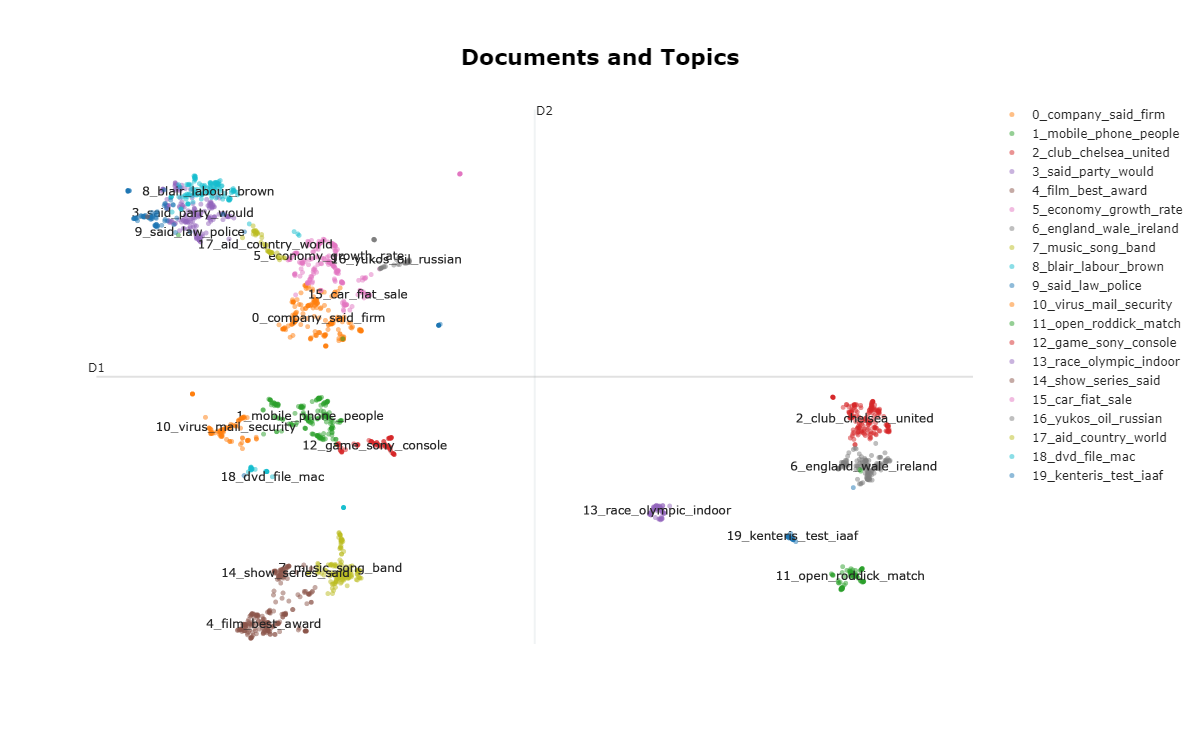 Documents and Topics
D2
D1
8_blair_labour_brown
3_said_party_would
9_said_law_police
17_aid_country_world
5_economy_growth_rate
16_yukos_oil_russian
15_car_fiat_sale
0_company_said_firm
1_mobile_phone_people
10_virus_mail_security
12_game_sony_console
18_dvd_file_mac
2_club_chelsea_united
6_england_wale_ireland
13_race_olympic_indoor
19_kenteris_test_iaaf
11_open_roddick_match
7_music_song_band
14_show_series_said
4_film_best_award
0_company_said_firm
1_mobile_phone_people
2_club_chelsea_united
3_said_party_would
4_film_best_award
5_economy_growth_rate
6_england_wale_ireland
7_music_song_band
8_blair_labour_brown
9_said_law_police
10_virus_mail_security
11_open_roddick_match
12_game_sony_console
13_race_olympic_indoor
14_show_series_said
15_car_fiat_sale
16_yukos_oil_russian
17_aid_country_world
18_dvd_file_mac
19_kenteris_test_iaaf